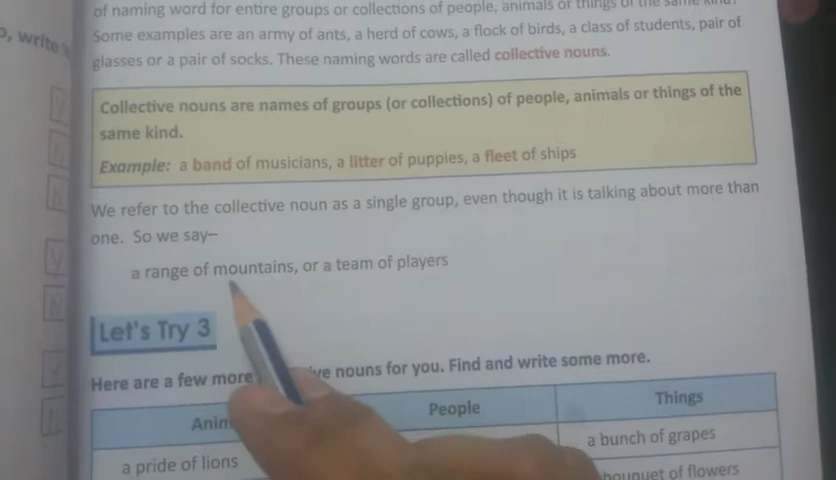 of naming word for entire groups or collections of people, animals or things of the same kind.
Some examples are an army of ants, a herd of cows, a flock of birds, a class of students, pair of
glasses or a pair of socks. These naming words are called collective nouns.
Collective nouns are names of groups (or collections) of people, animals or things of the
same kind.
Example: a band of musicians, a litter of puppies, a fleet of ships
We refer to the collective noun as a single group, even though it is talking about more than
one. So we say–
a range of mountains, or a team of players
Let's Try 3
Here are a few more nouns for you. Find and write some more.
People Things
a pride of lions a bunch of grapes
bouquet of flowers
write